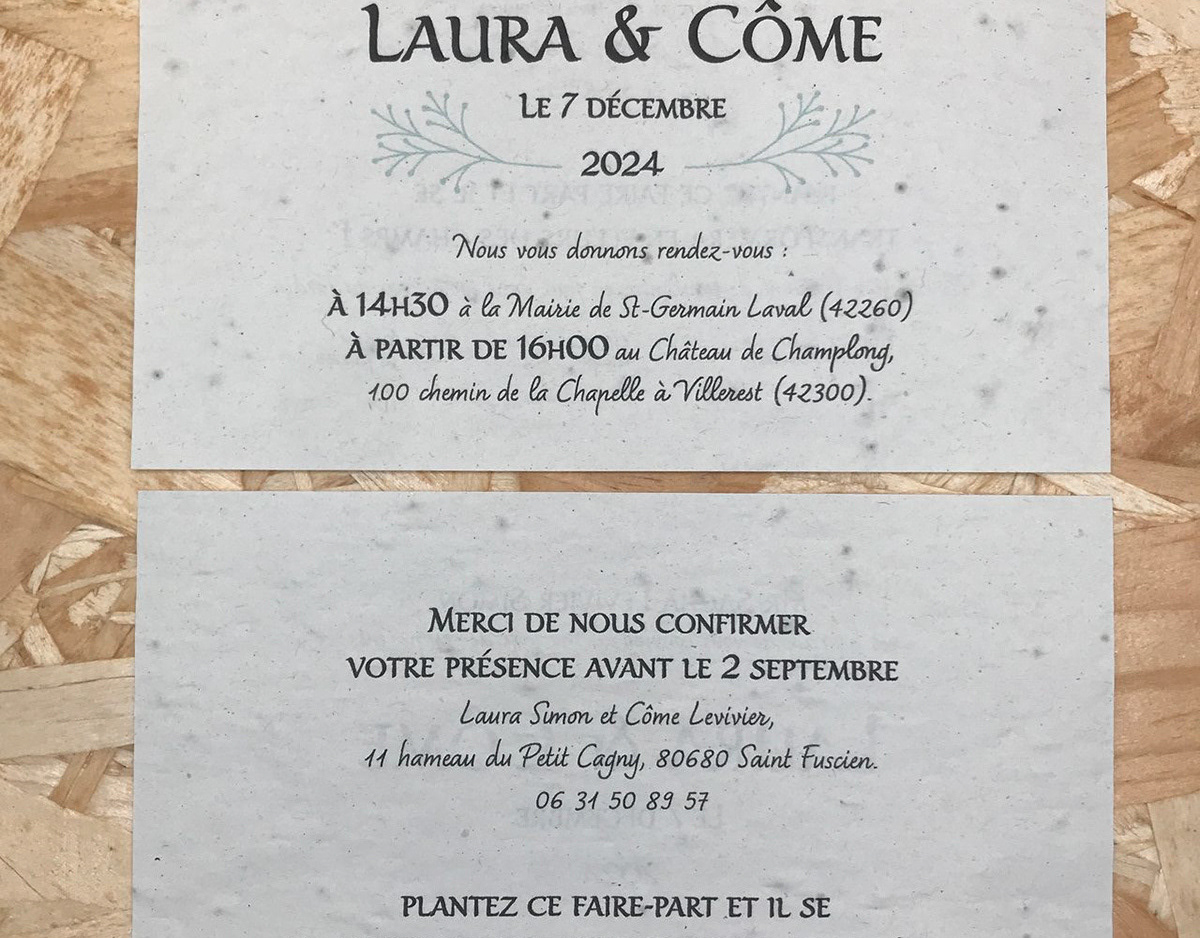 LAURA & CÔME
LE 7 DÉCEMBRE
2024
Nous vous donnons rendez-vous :
À 14H30 à la Mairie de St-Germain Laval (42260)
À PARTIR DE 16H00 au Château de Champlong,
100 chemin de la Chapelle à Villerest (42300).
MERCI DE NOUS CONFIRMER
VOTRE PRÉSENCE AVANT LE 2 SEPTEMBRE
Laura Simon et Côme Levivier,
11 hameau du Petit Cagny, 80680 Saint Fuscien.
06 31 50 89 57
PLANTEZ CE FAIRE-PART ET IL SE